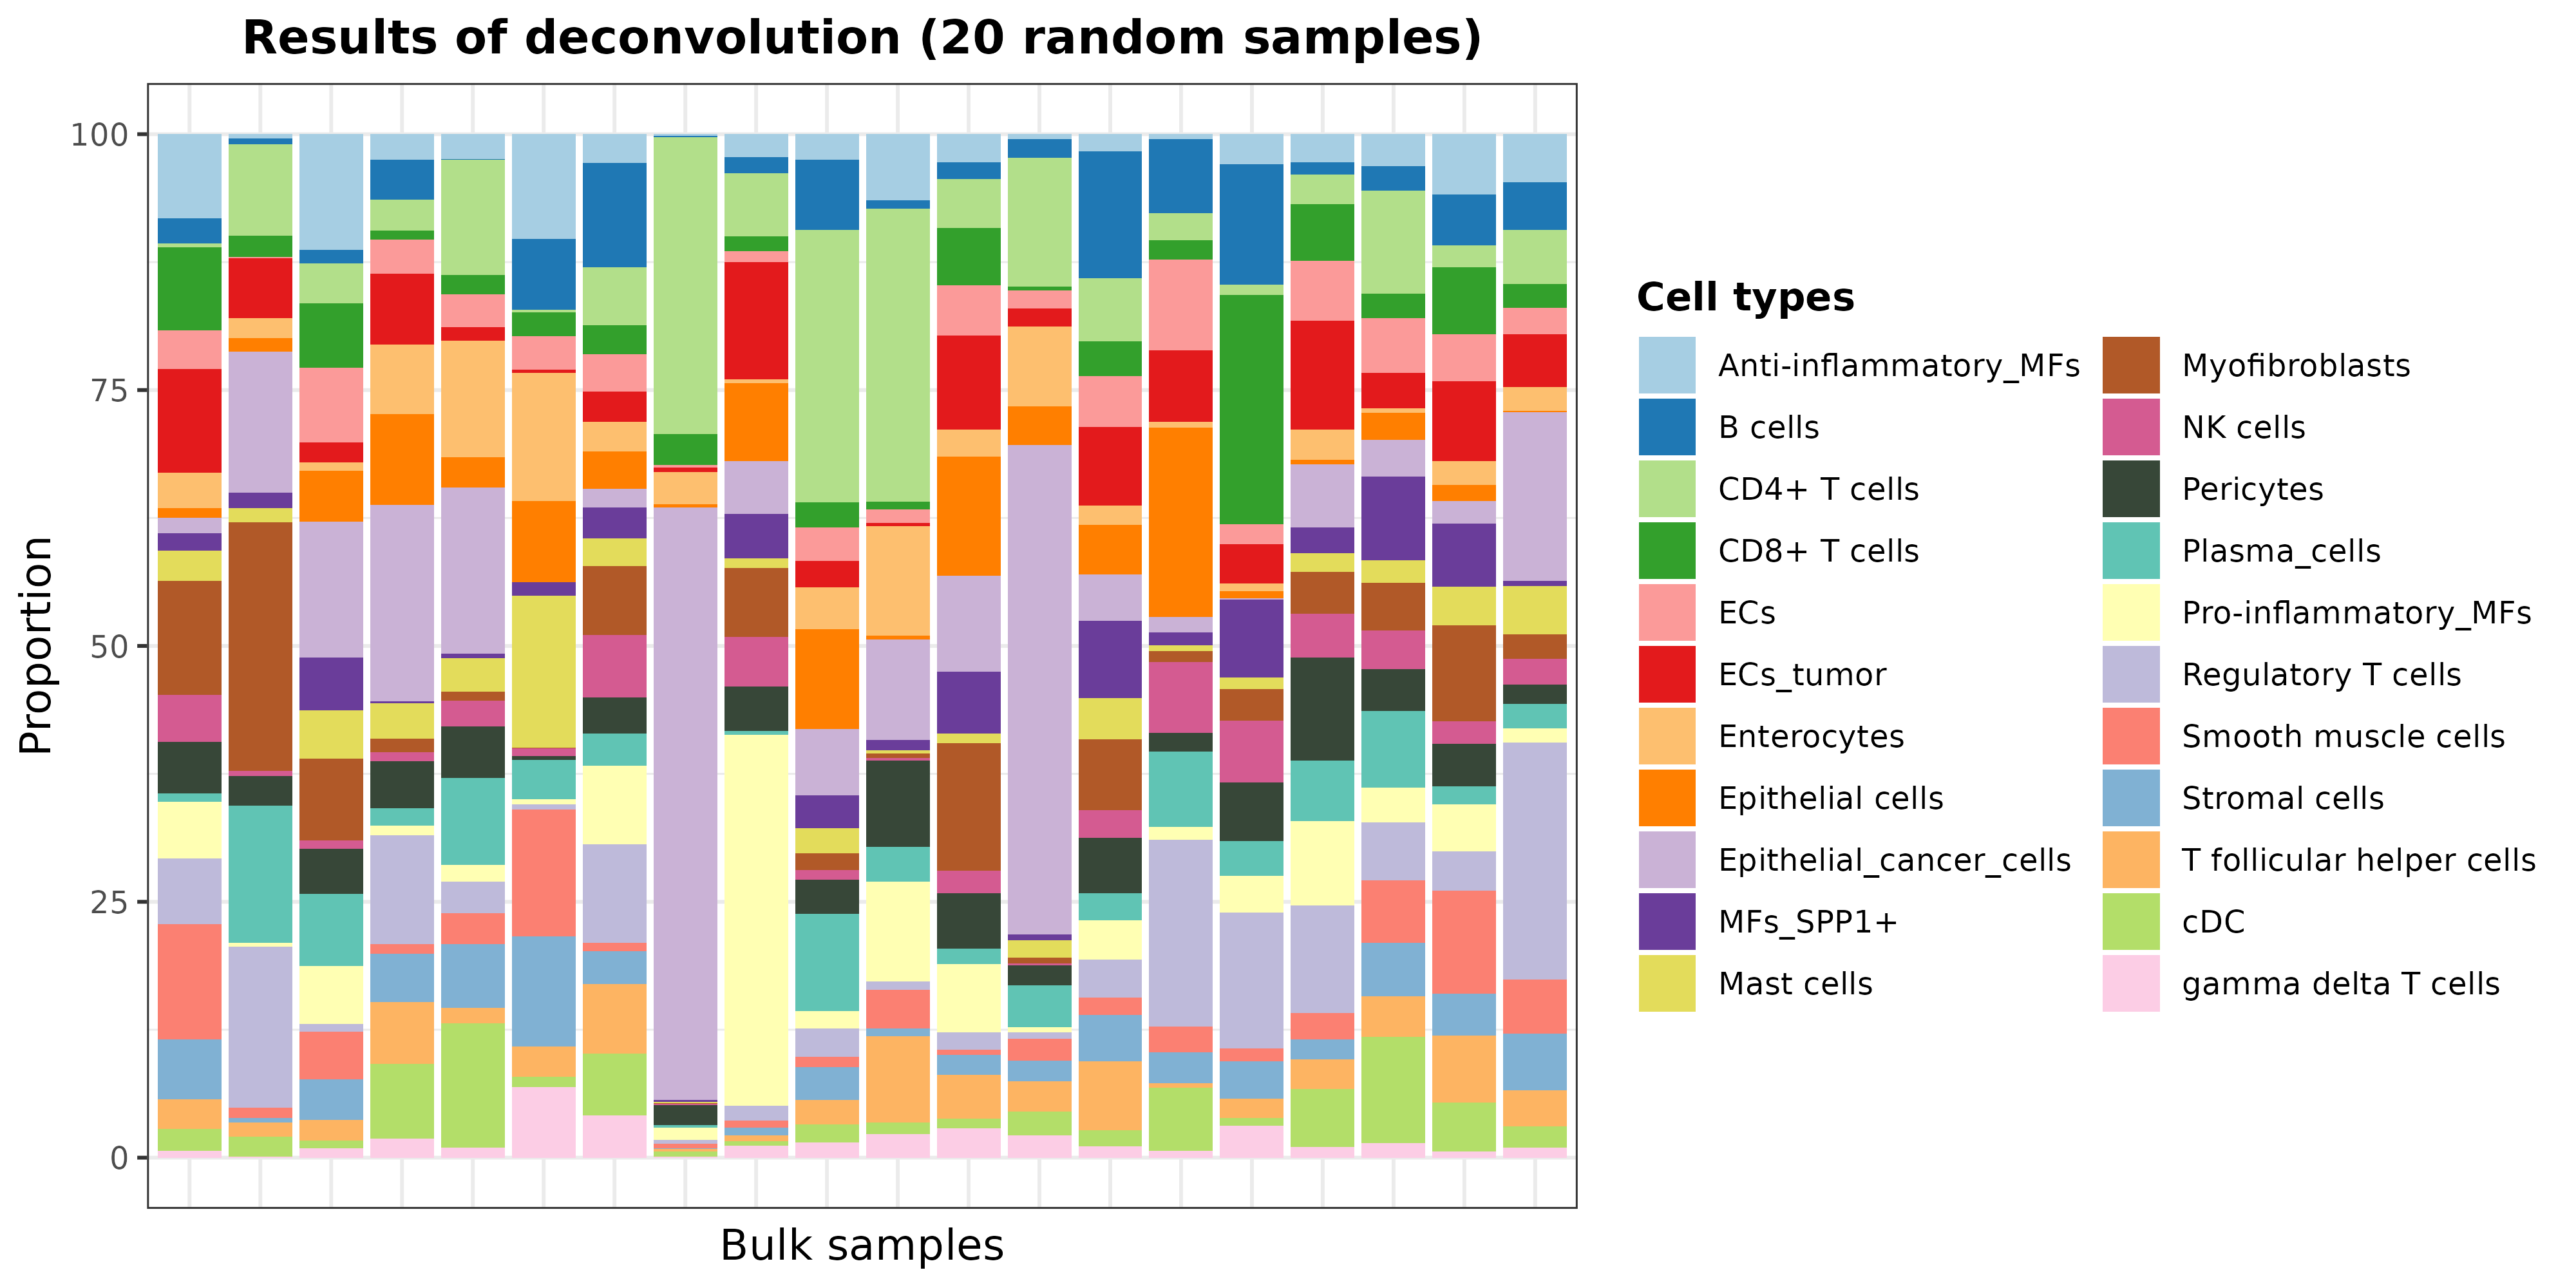 Results of deconvolution (20 random samples)
100
75
50
25
0
Proportion
Bulk samples
Cell types
Anti-inflammatory_MFs
B cells
CD4+ T cells
CD8+ T cells
ECs
ECs_tumor
Enterocytes
Epithelial cells
Epithelial_cancer_cells
MFs_SPP1+
Mast cells
Myofibroblasts
NK cells
Pericytes
Plasma_cells
Pro-inflammatory_MFs
Regulatory T cells
Smooth muscle cells
Stromal cells
T follicular helper cells
cDC
gamma delta T cells